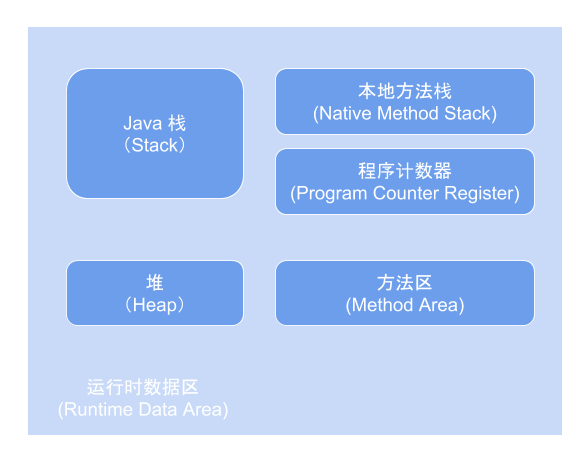 Java 栈
（Stack）
本地方法栈
(Native Method Stack)
程序计数器
(Program Counter Register)
堆
（Heap）
方法区
(Method Area)
运行时数据区
(Runtime Data Area)